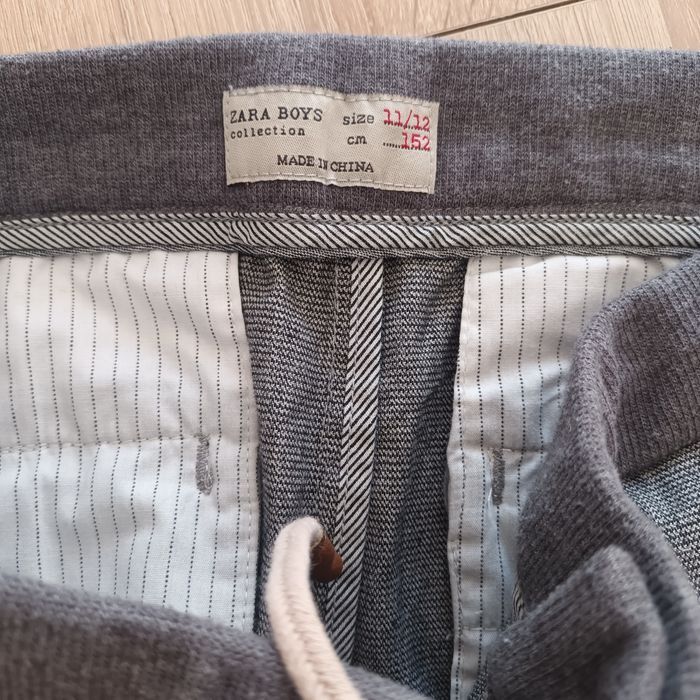 ZARA BOYS
collection
size 11/12
cm 152
MADE IN CHINA